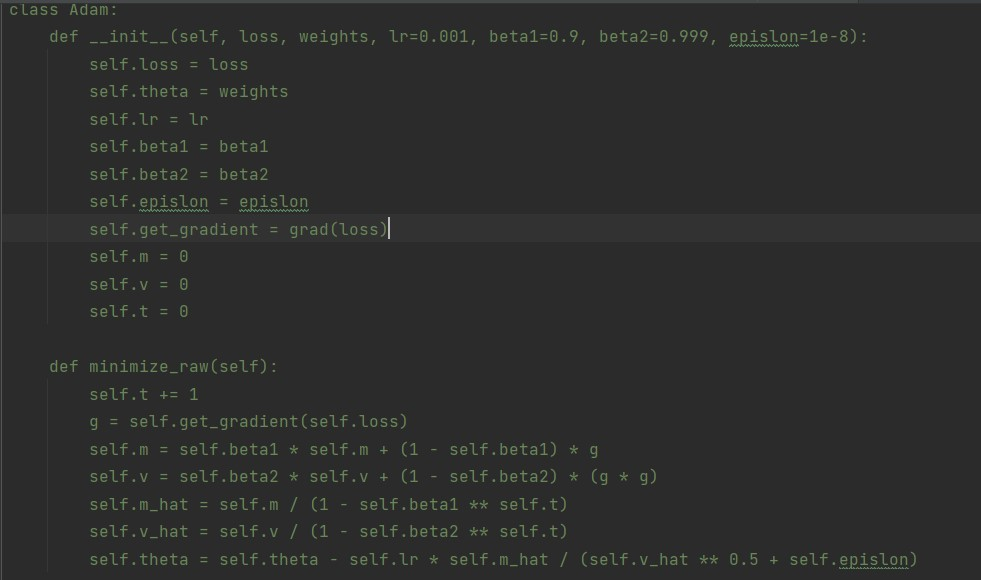 class Adam:
    def __init__(self, loss, weights, lr=0.001, beta1=0.9, beta2=0.999, epislon=1e-8):
        self.loss = loss
        self.theta = weights
        self.lr = lr
        self.beta1 = beta1
        self.beta2 = beta2
        self.epislon = epislon
        self.get_gradient = grad(loss)
        self.m = 0
        self.v = 0
        self.t = 0

    def minimize_raw(self):
        self.t += 1
        g = self.get_gradient(self.loss)
        self.m = self.beta1 * self.m + (1 - self.beta1) * g
        self.v = self.beta2 * self.v + (1 - self.beta2) * (g * g)
        self.m_hat = self.m / (1 - self.beta1 ** self.t)
        self.v_hat = self.v / (1 - self.beta2 ** self.t)
        self.theta = self.theta - self.lr * self.m_hat / (self.v_hat ** 0.5 + self.epislon)